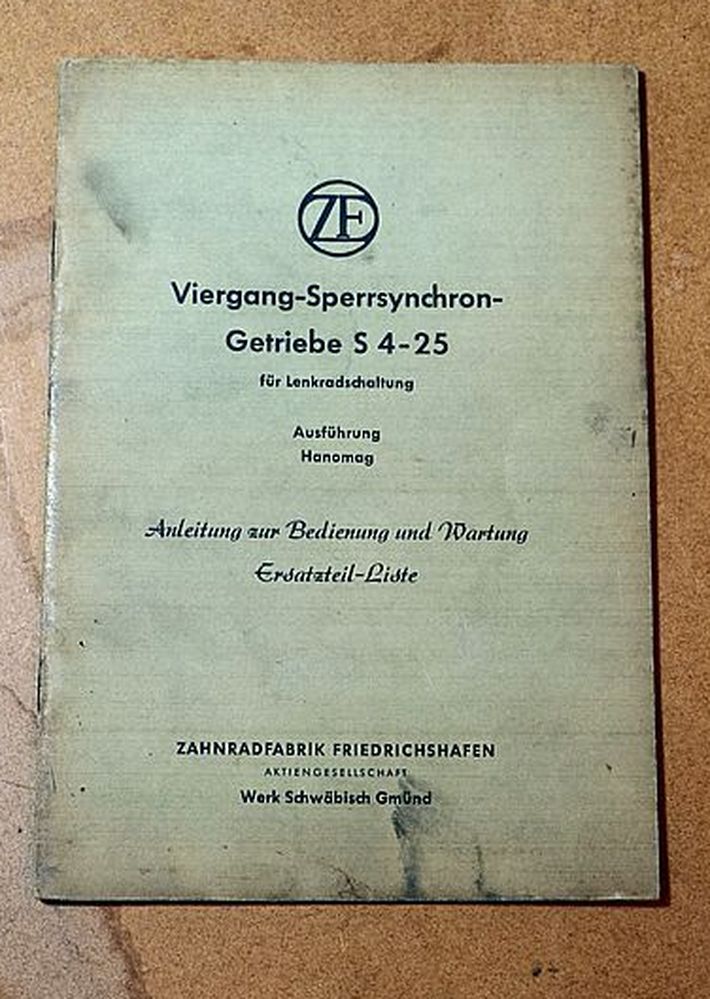 ZF
Viergang-Sperrsynchron-
Getriebe S 4-25
für Lenkradschaltung
Ausführung
Hanomag
Anleitung zur Bedienung und Wartung
Ersatzteil-Liste
ZAHNRADFABRIK FRIEDRICHSHAFEN
AKTIENGESELLSCHAFT
Werk Schwäbisch Gmünd